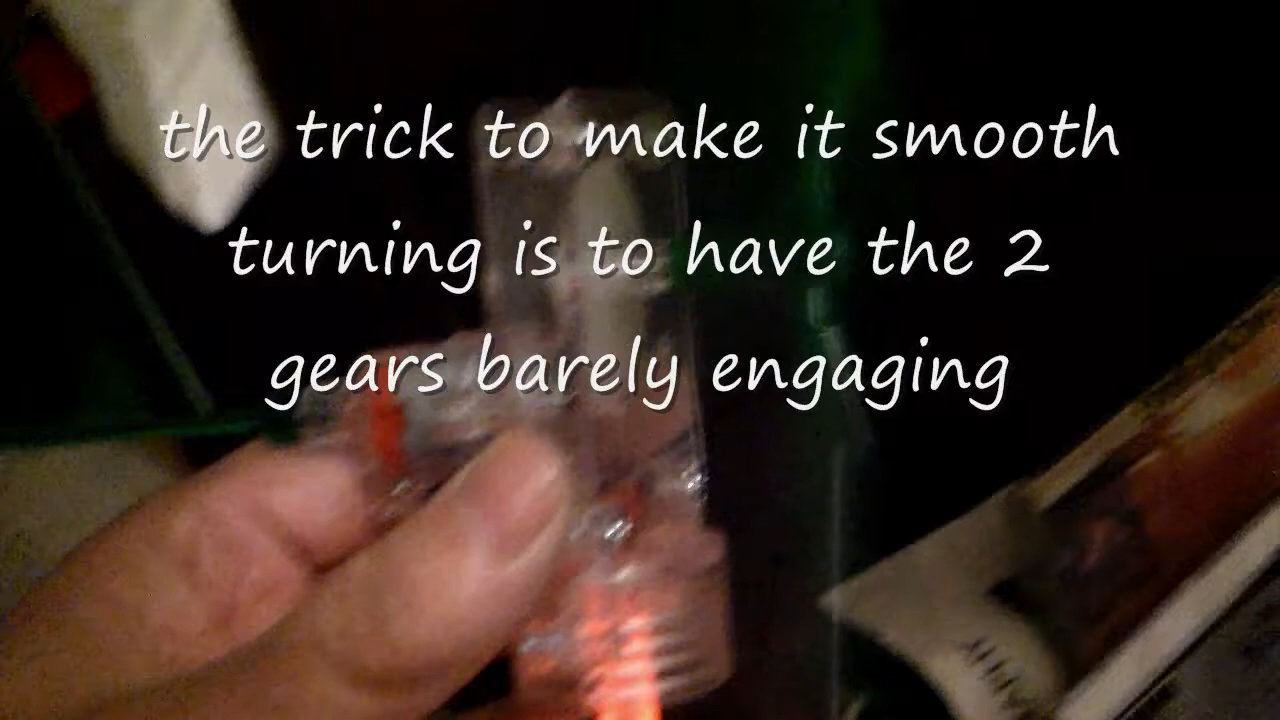 the trick to make it smooth
turning is to have the 2
gears barely engaging